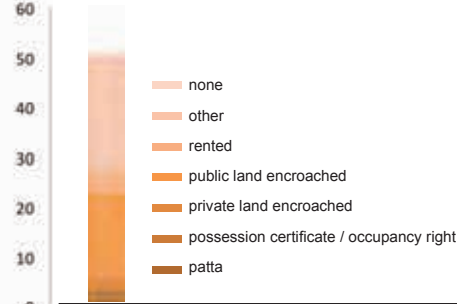 60
50
40
30
20
10
none
other
rented
public land encroached
private land encroached
possession certificate / occupancy right
patta